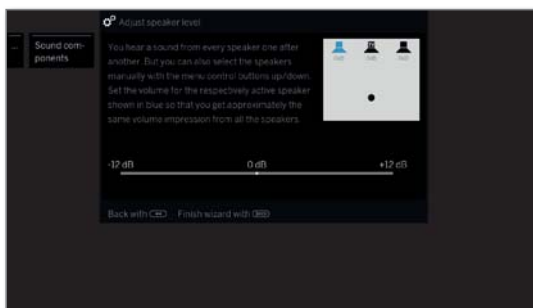 Adjust speaker level
...
Sound com-
ponents
You hear a sound from every speaker one after
another. But you can also select the speakers
manually with the menu control buttons up/down.
Set the volume for the respectively active speaker
shown in blue so that you get approximately the
same volume impression from all the speakers.
-12 dB 0 dB +12 dB
Back with Finish wizard with